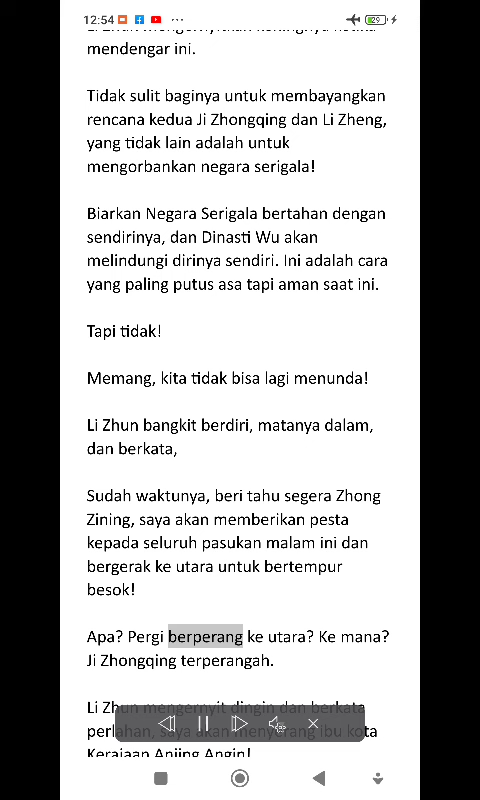 12:54
29
mendengar ini.
Tidak sulit baginya untuk membayangkan
rencana kedua Ji Zhongqing dan Li Zheng,
yang tidak lain adalah untuk
mengorbankan negara serigala!
Biarkan Negara Serigala bertahan dengan
sendirinya, dan Dinasti Wu akan
melindungi dirinya sendiri. Ini adalah cara
yang paling putus asa tapi aman saat ini.
Tapi tidak!
Memang, kita tidak bisa lagi menunda!
Li Zhun bangkit berdiri, matanya dalam,
dan berkata,
Sudah waktunya, beri tahu segera Zhong
Zining, saya akan memberikan pesta
kepada seluruh pasukan malam ini dan
bergerak ke utara untuk bertempur
besok!
Apa? Pergi berperang ke utara? Ke mana?
Ji Zhongqing terperangah.
Li Zhun mengernyit dingin dan berkata
perlahan, saya akan menyerang ibu kota
Kerajaan Anjing Angin!